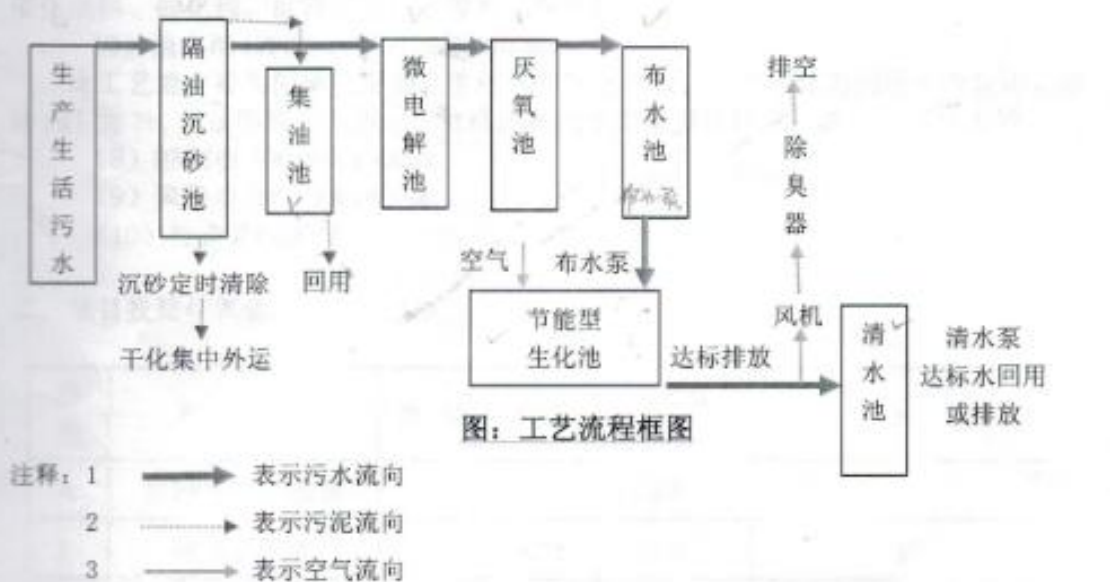 生产生活污水
隔油沉砂池
集油池
微电解池
厌氧池
布水池
排空
除臭器
风机
沉砂定时清除
回用
干化集中外运
空气
布水泵
节能型
生化池
达标排放
清水池
清水泵
达标水回用
或排放
图：工艺流程框图
注释：1 表示污水流向
2 表示污泥流向
3 表示空气流向